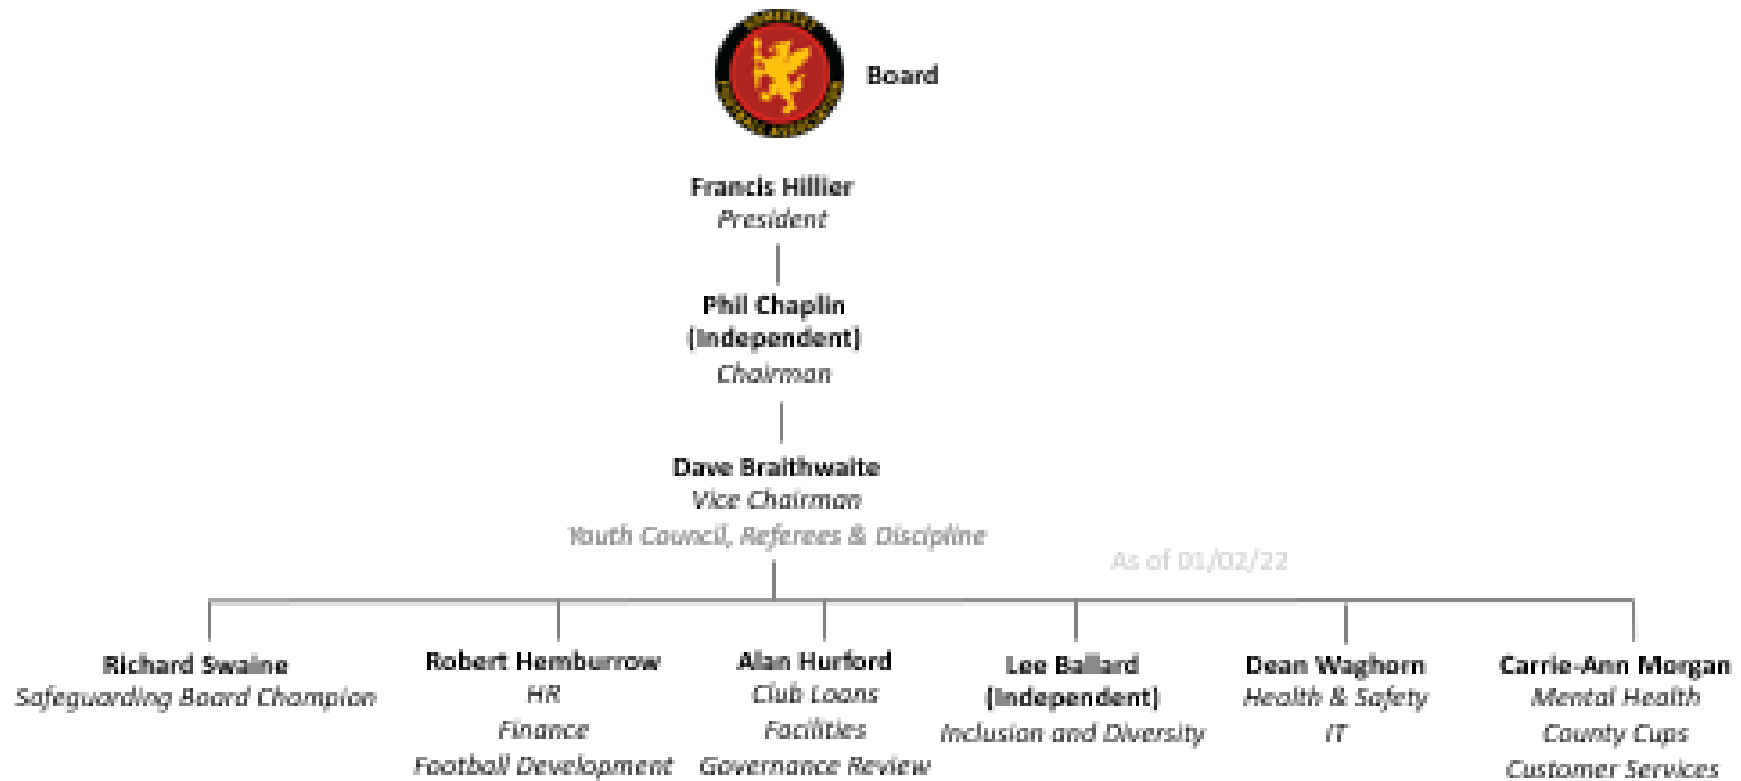 SOMERSET
FOOTBALL ASSOCIATION
Board
Francis Hillier
President
Phil Chaplin
(Independent)
Chairman
Dave Braithwaite
Vice Chairman
Youth Council, Referees & Discipline
As of 01/02/22
Richard Swaine
Safeguarding Board Champion
Robert Hemburrow
HR
Finance
Football Development
Alan Hurford
Club Loans
Facilities
Governance Review
Lee Ballard
(Independent)
Inclusion and Diversity
Dean Waghorn
Health & Safety
IT
Carrie-Ann Morgan
Mental Health
County Cups
Customer Services